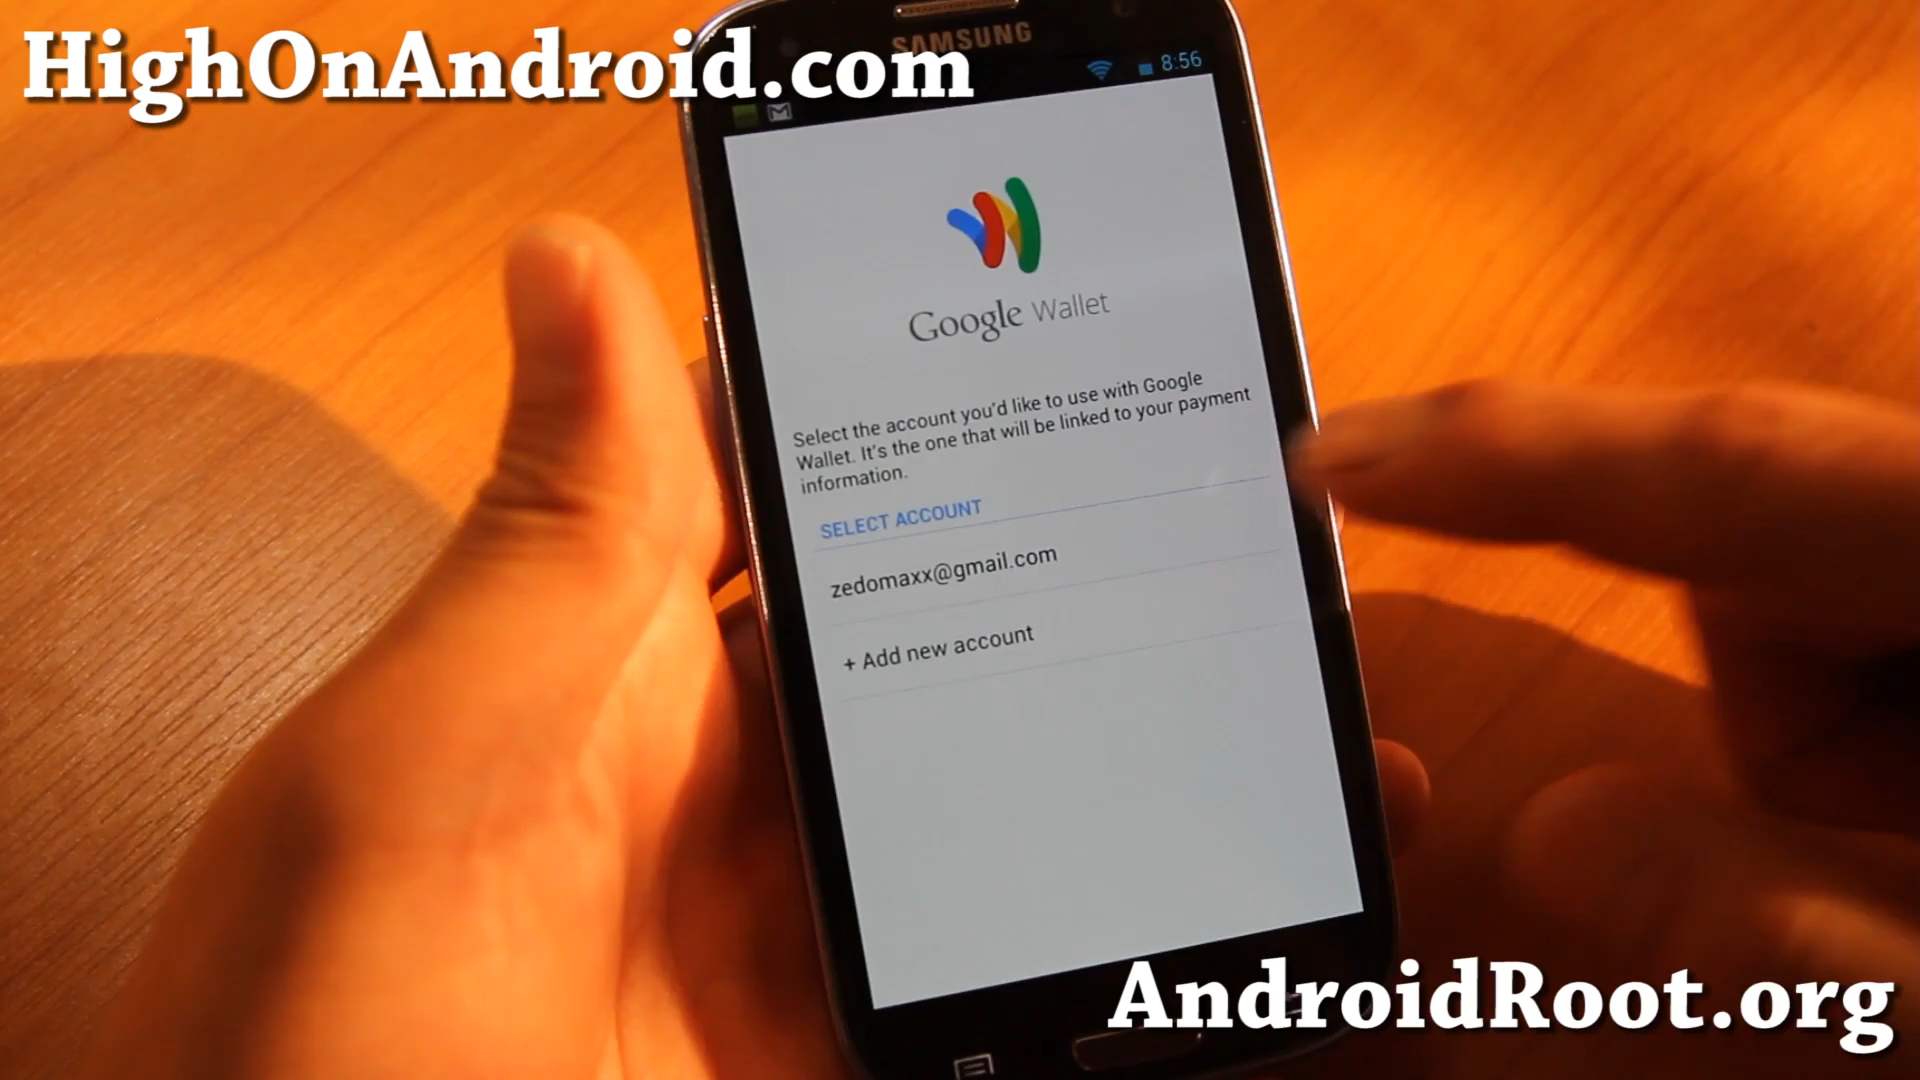 HighOnAndroid.com
SAMSUNG
8:56
Google Wallet
Select the account you'd like to use with Google
Wallet. It's the one that will be linked to your payment
information.
SELECT ACCOUNT
zedomaxx@gmail.com
+ Add new account
AndroidRoot.org